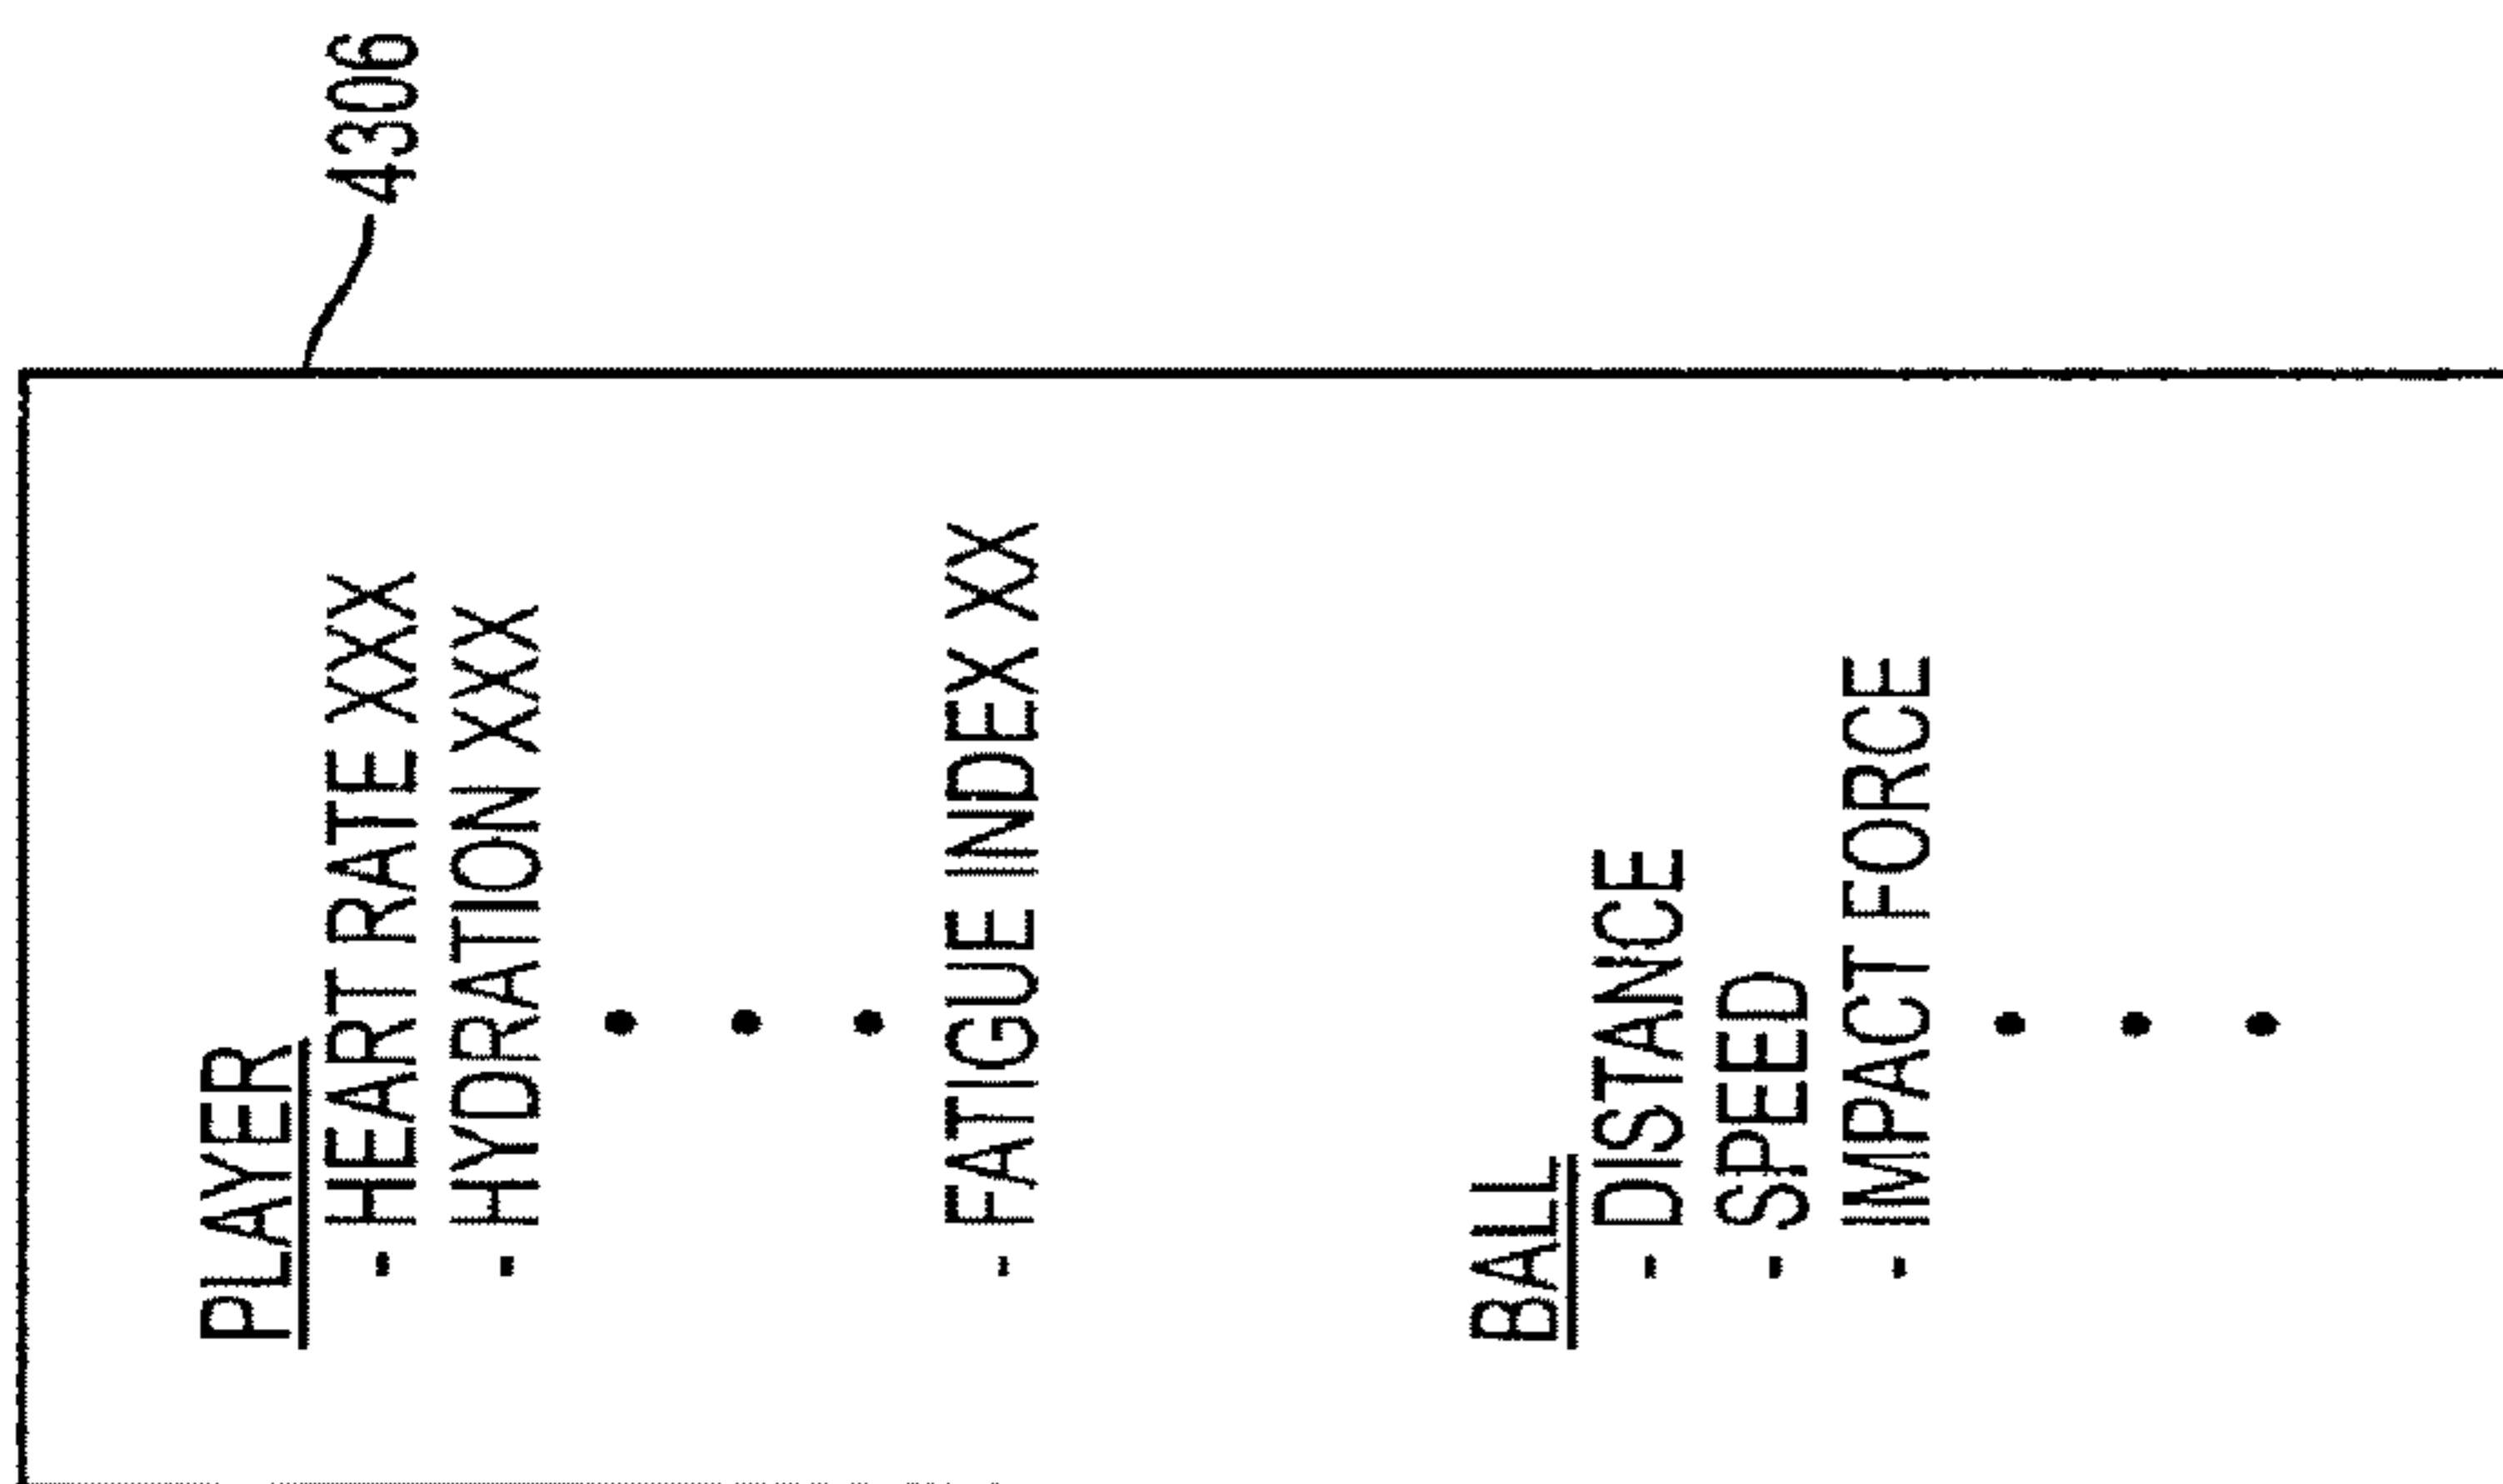 4306
PLAYER
- HEART RATE XXX
- HYDRATION XXX
- FATIGUE INDEX XX
BALL
- DISTANCE
- SPEED
- IMPACT FORCE